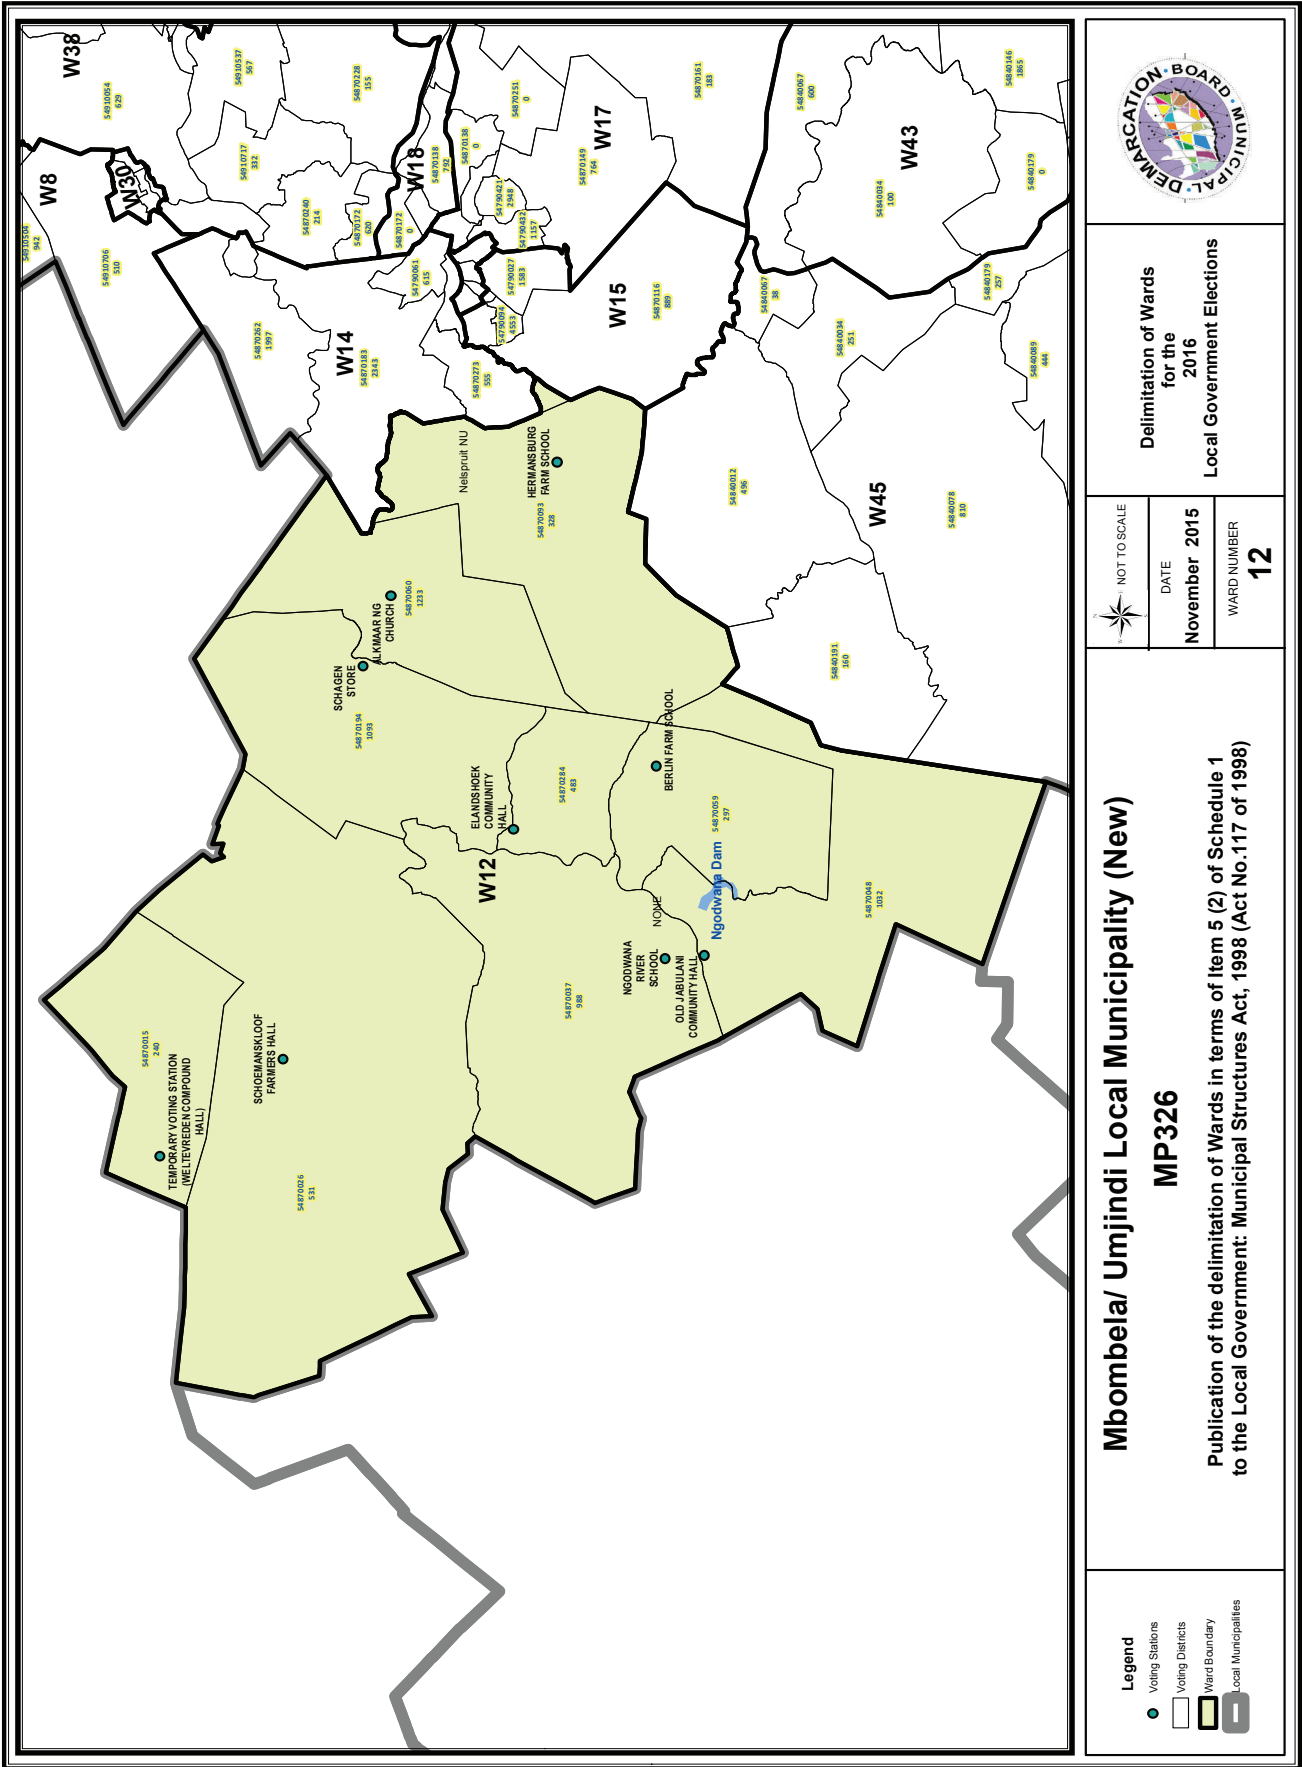 W38
54910054
629
54910537
567
54870228
155
W8
W30
54910504
942
54910706
510
54910717
332
54870240
214
54870172
620
W18
54870172
0
54870138
792
54870138
0
54870251
0
W17
54870149
764
54870161
183
54790421
2948
54790432
1157
54790061
615
54790027
1583
54790094
4553
W14
54870262
1997
54870183
2343
54870273
555
W15
54870116
889
54840067
600
W43
54840034
100
54840146
1865
54840179
0
54840179
257
54840067
38
54840034
251
54840089
444
54840012
496
W45
54840078
810
54840191
160
Nelspruit NU
HERMANSBURG
FARM SCHOOL
54870093
328
ALKMAAR NG
CHURCH
54870060
1233
SCHAGEN
STORE
54870194
1093
ELANDSHOEK
COMMUNITY
HALL
54870284
483
BERLIN FARM SCHOOL
54870059
297
W12
NONE
Ngodwana Dam
54870048
1032
NGODWANA
RIVER
SCHOOL
OLD JABULANI
COMMUNITY HALL
54870037
988
SCHOEMANSKLOOF
FARMERS HALL
54870015
240
TEMPORARY VOTING STATION
(WELTEVREDEN COMPOUND
HALL)
54870026
531
Legend
Voting Stations
Voting Districts
Ward Boundary
Local Municipalities
Mbombela/ Umjindi Local Municipality (New)
MP326
Publication of the delimitation of Wards in terms of Item 5 (2) of Schedule 1
to the Local Government: Municipal Structures Act, 1998 (Act No.117 of 1998)
N
W
E
S
NOT TO SCALE
DATE
November 2015
WARD NUMBER
12
Delimitation of Wards
for the
2016
Local Government Elections
MUNICIPAL • DEMARCATION • BOARD •